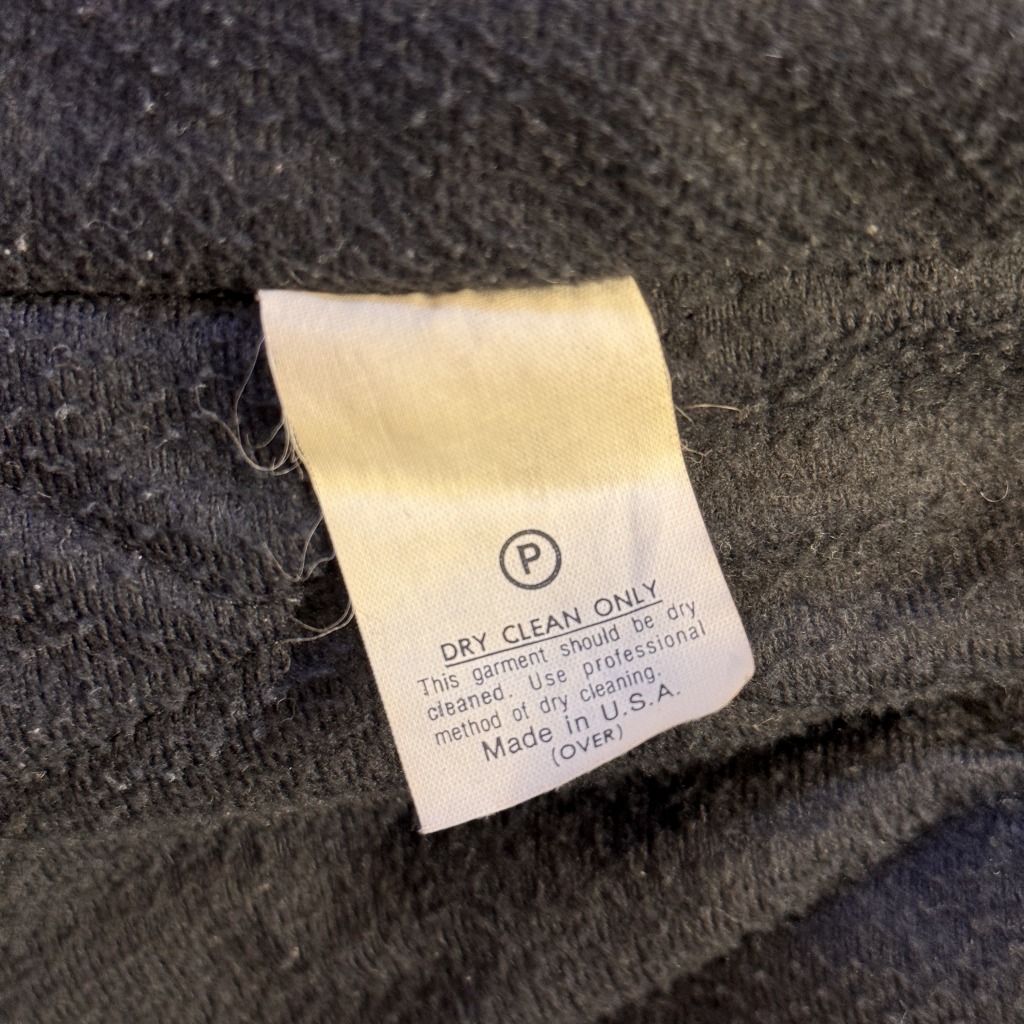 P
DRY CLEAN ONLY
This garment should be dry
cleaned. Use professional
method of dry cleaning.
Made in U.S.A.
(OVER)